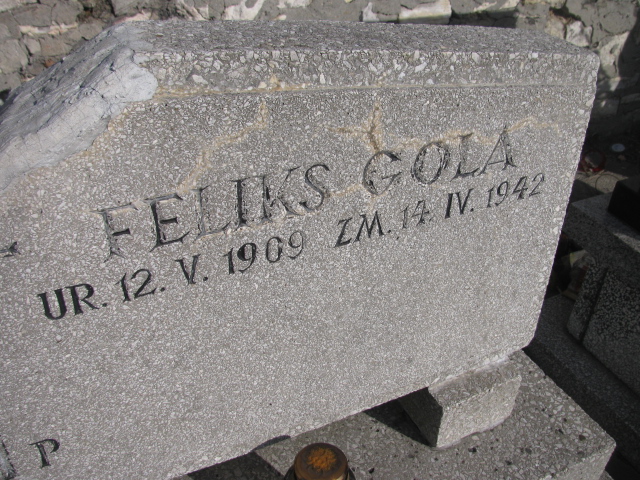 FELIKS GOLA
UR. 12. V. 1909 ZM. 14. IV. 1942
P